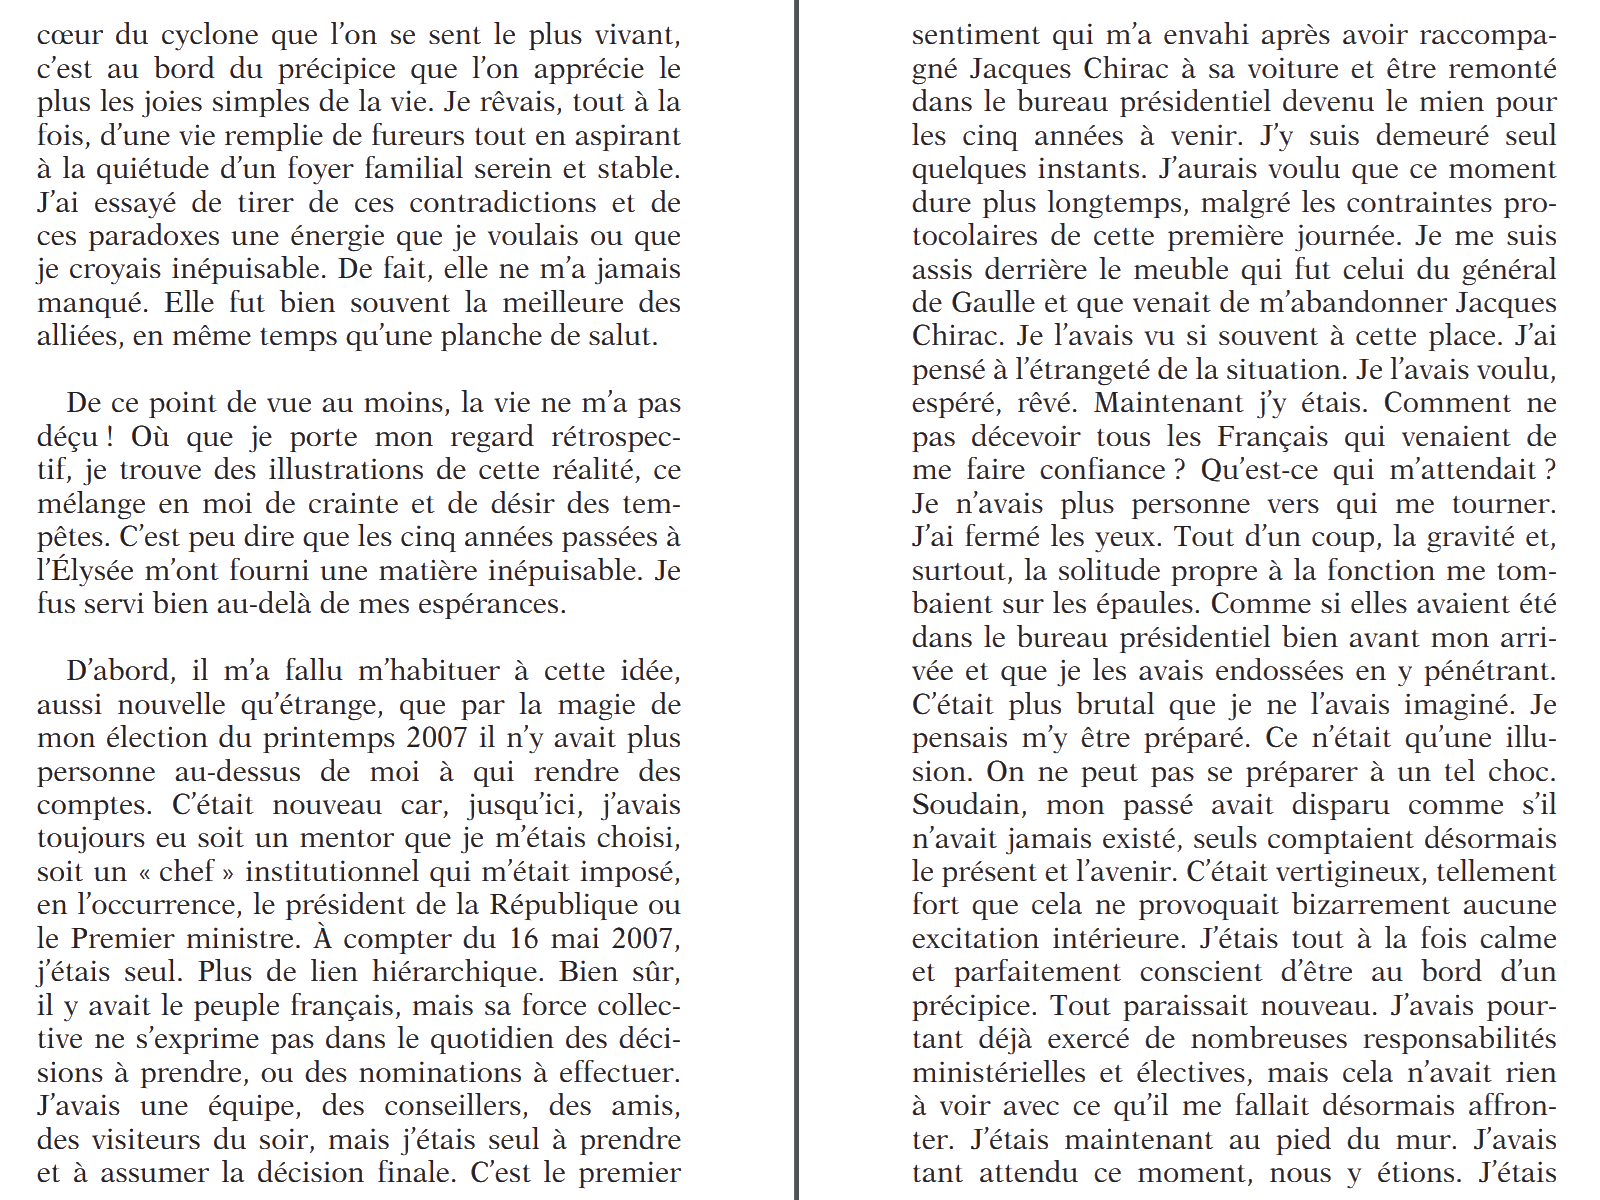 cœur du cyclone que l’on se sent le plus vivant,
c’est au bord du précipice que l’on apprécie le
plus les joies simples de la vie. Je rêvais, tout à la
fois, d’une vie remplie de fureurs tout en aspirant
à la quiétude d’un foyer familial serein et stable.
J’ai essayé de tirer de ces contradictions et de
ces paradoxes une énergie que je voulais ou que
je croyais inépuisable. De fait, elle ne m’a jamais
manqué. Elle fut bien souvent la meilleure des
alliées, en même temps qu’une planche de salut.
De ce point de vue au moins, la vie ne m’a pas
déçu ! Où que je porte mon regard rétrospec-
tif, je trouve des illustrations de cette réalité, ce
mélange en moi de crainte et de désir des tem-
pêtes. C’est peu dire que les cinq années passées à
l’Élysée m’ont fourni une matière inépuisable. Je
fus servi bien au-delà de mes espérances.
D’abord, il m’a fallu m’habituer à cette idée,
aussi nouvelle qu’étrange, que par la magie de
mon élection du printemps 2007 il n’y avait plus
personne au-dessus de moi à qui rendre des
comptes. C’était nouveau car, jusqu’ici, j’avais
toujours eu soit un mentor que je m’étais choisi,
soit un « chef » institutionnel qui m’était imposé,
en l’occurrence, le président de la République ou
le Premier ministre. À compter du 16 mai 2007,
j’étais seul. Plus de lien hiérarchique. Bien sûr,
il y avait le peuple français, mais sa force collec-
tive ne s’exprime pas dans le quotidien des déci-
sions à prendre, ou des nominations à effectuer.
J’avais une équipe, des conseillers, des amis,
des visiteurs du soir, mais j’étais seul à prendre
et à assumer la décision finale. C’est le premier
sentiment qui m’a envahi après avoir raccompa-
gné Jacques Chirac à sa voiture et être remonté
dans le bureau présidentiel devenu le mien pour
les cinq années à venir. J’y suis demeuré seul
quelques instants. J’aurais voulu que ce moment
dure plus longtemps, malgré les contraintes pro-
tocolaires de cette première journée. Je me suis
assis derrière le meuble qui fut celui du général
de Gaulle et que venait de m’abandonner Jacques
Chirac. Je l’avais vu si souvent à cette place. J’ai
pensé à l’étrangeté de la situation. Je l’avais voulu,
espéré, rêvé. Maintenant j’y étais. Comment ne
pas décevoir tous les Français qui venaient de
me faire confiance ? Qu’est-ce qui m’attendait ?
Je n’avais plus personne vers qui me tourner.
J’ai fermé les yeux. Tout d’un coup, la gravité et,
surtout, la solitude propre à la fonction me tom-
baient sur les épaules. Comme si elles avaient été
dans le bureau présidentiel bien avant mon arri-
vée et que je les avais endossées en y pénétrant.
C’était plus brutal que je ne l’avais imaginé. Je
pensais m’y être préparé. Ce n’était qu’une illu-
sion. On ne peut pas se préparer à un tel choc.
Soudain, mon passé avait disparu comme s’il
n’avait jamais existé, seuls comptaient désormais
le présent et l’avenir. C’était vertigineux, tellement
fort que cela ne provoquait bizarrement aucune
excitation intérieure. J’étais tout à la fois calme
et parfaitement conscient d’être au bord d’un
précipice. Tout paraissait nouveau. J’avais pour-
tant déjà exercé de nombreuses responsabilités
ministérielles et électives, mais cela n’avait rien
à voir avec ce qu’il me fallait désormais affron-
ter. J’étais maintenant au pied du mur. J’avais
tant attendu ce moment, nous y étions. J’étais